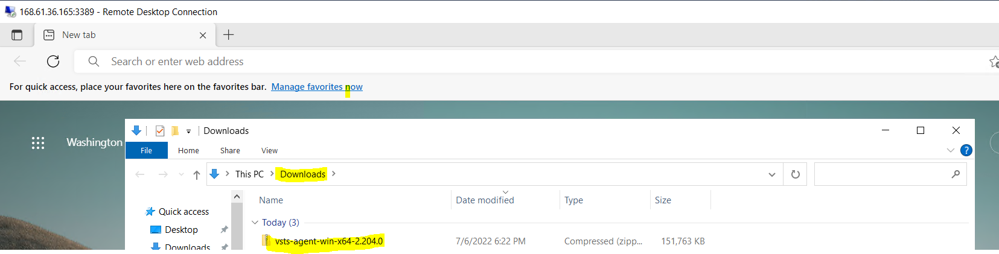 168.61.36.165:3389 - Remote Desktop Connection
New tab
Search or enter web address
For quick access, place your favorites here on the favorites bar. Manage favorites now
Washington
Downloads
File Home Share View
This PC > Downloads >
Name Date modified Type Size
Quick access
Today (3)
Desktop
vsts-agent-win-x64-2.204.0 7/6/2022 6:22 PM Compressed (zipp... 151,763 KB
Downloads